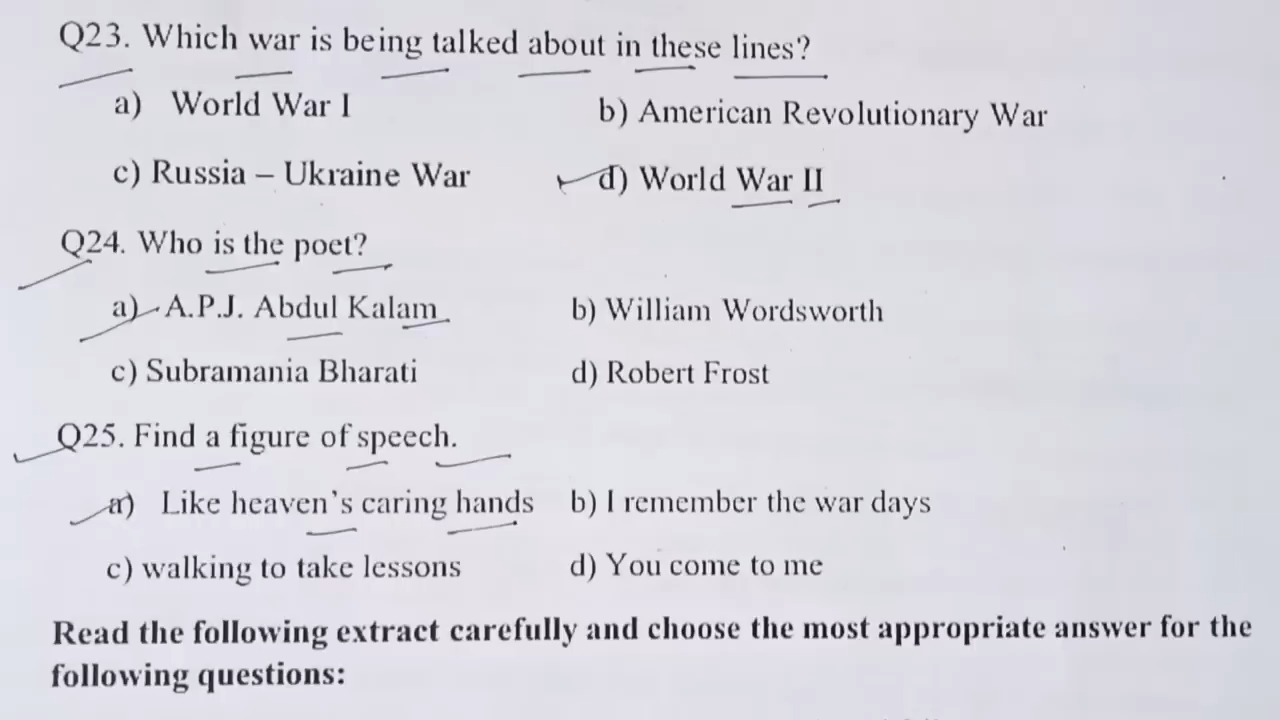 Q23. Which war is being talked about in these lines?
a) World War I b) American Revolutionary War
c) Russia – Ukraine War d) World War II
Q24. Who is the poet?
a) A.P.J. Abdul Kalam b) William Wordsworth
c) Subramania Bharati d) Robert Frost
Q25. Find a figure of speech.
a) Like heaven's caring hands b) I remember the war days
c) walking to take lessons d) You come to me
Read the following extract carefully and choose the most appropriate answer for the
following questions: